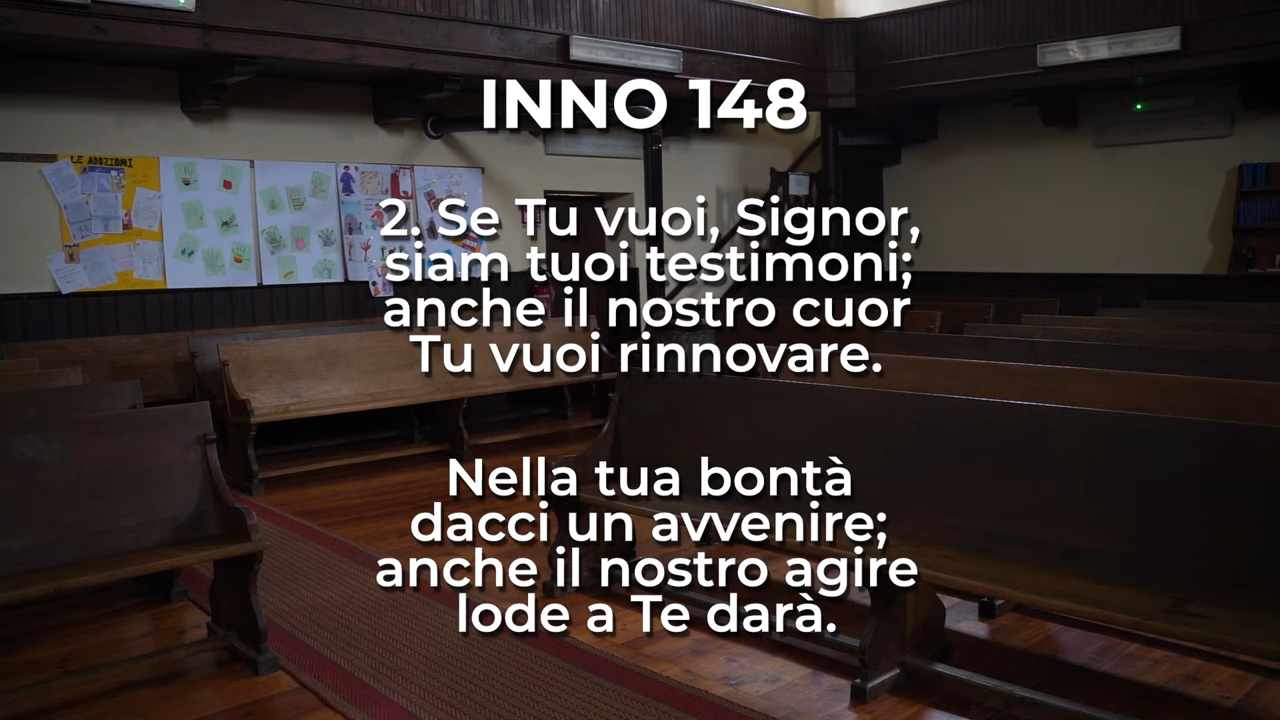 INNO 148
LE ADOZIONI
2. Se Tu vuoi, Signor,
siam tuoi testimoni;
anche il nostro cuor
Tu vuoi rinnovare.
Nella tua bontà
dacci un avvenire;
anche il nostro agire
lode a Te darà.